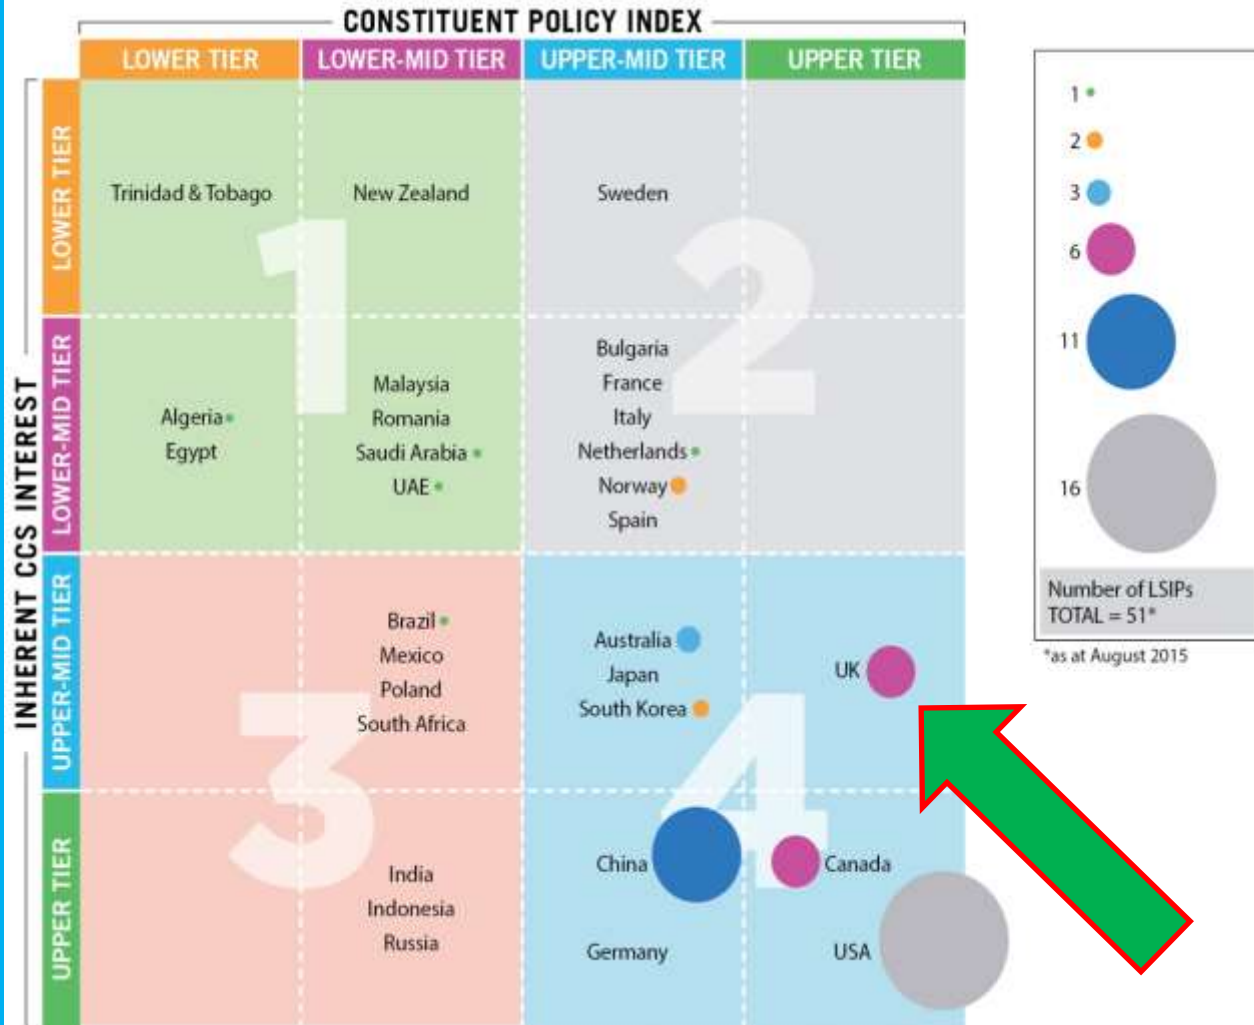 CONSTITUENT POLICY INDEX
LOWER TIER
LOWER-MID TIER
UPPER-MID TIER
UPPER TIER
INHERENT CCS INTEREST
LOWER TIER
Trinidad & Tobago
New Zealand
Sweden
1
2
LOWER-MID TIER
Algeria
Egypt
Malaysia
Romania
Saudi Arabia
UAE
Bulgaria
France
Italy
Netherlands
Norway
Spain
UPPER-MID TIER
Brazil
Mexico
Poland
South Africa
Australia
Japan
South Korea
UK
3
4
UPPER TIER
India
Indonesia
Russia
China
Germany
Canada
USA
1
2
3
6
11
16
Number of LSIPs
TOTAL = 51*
*as at August 2015